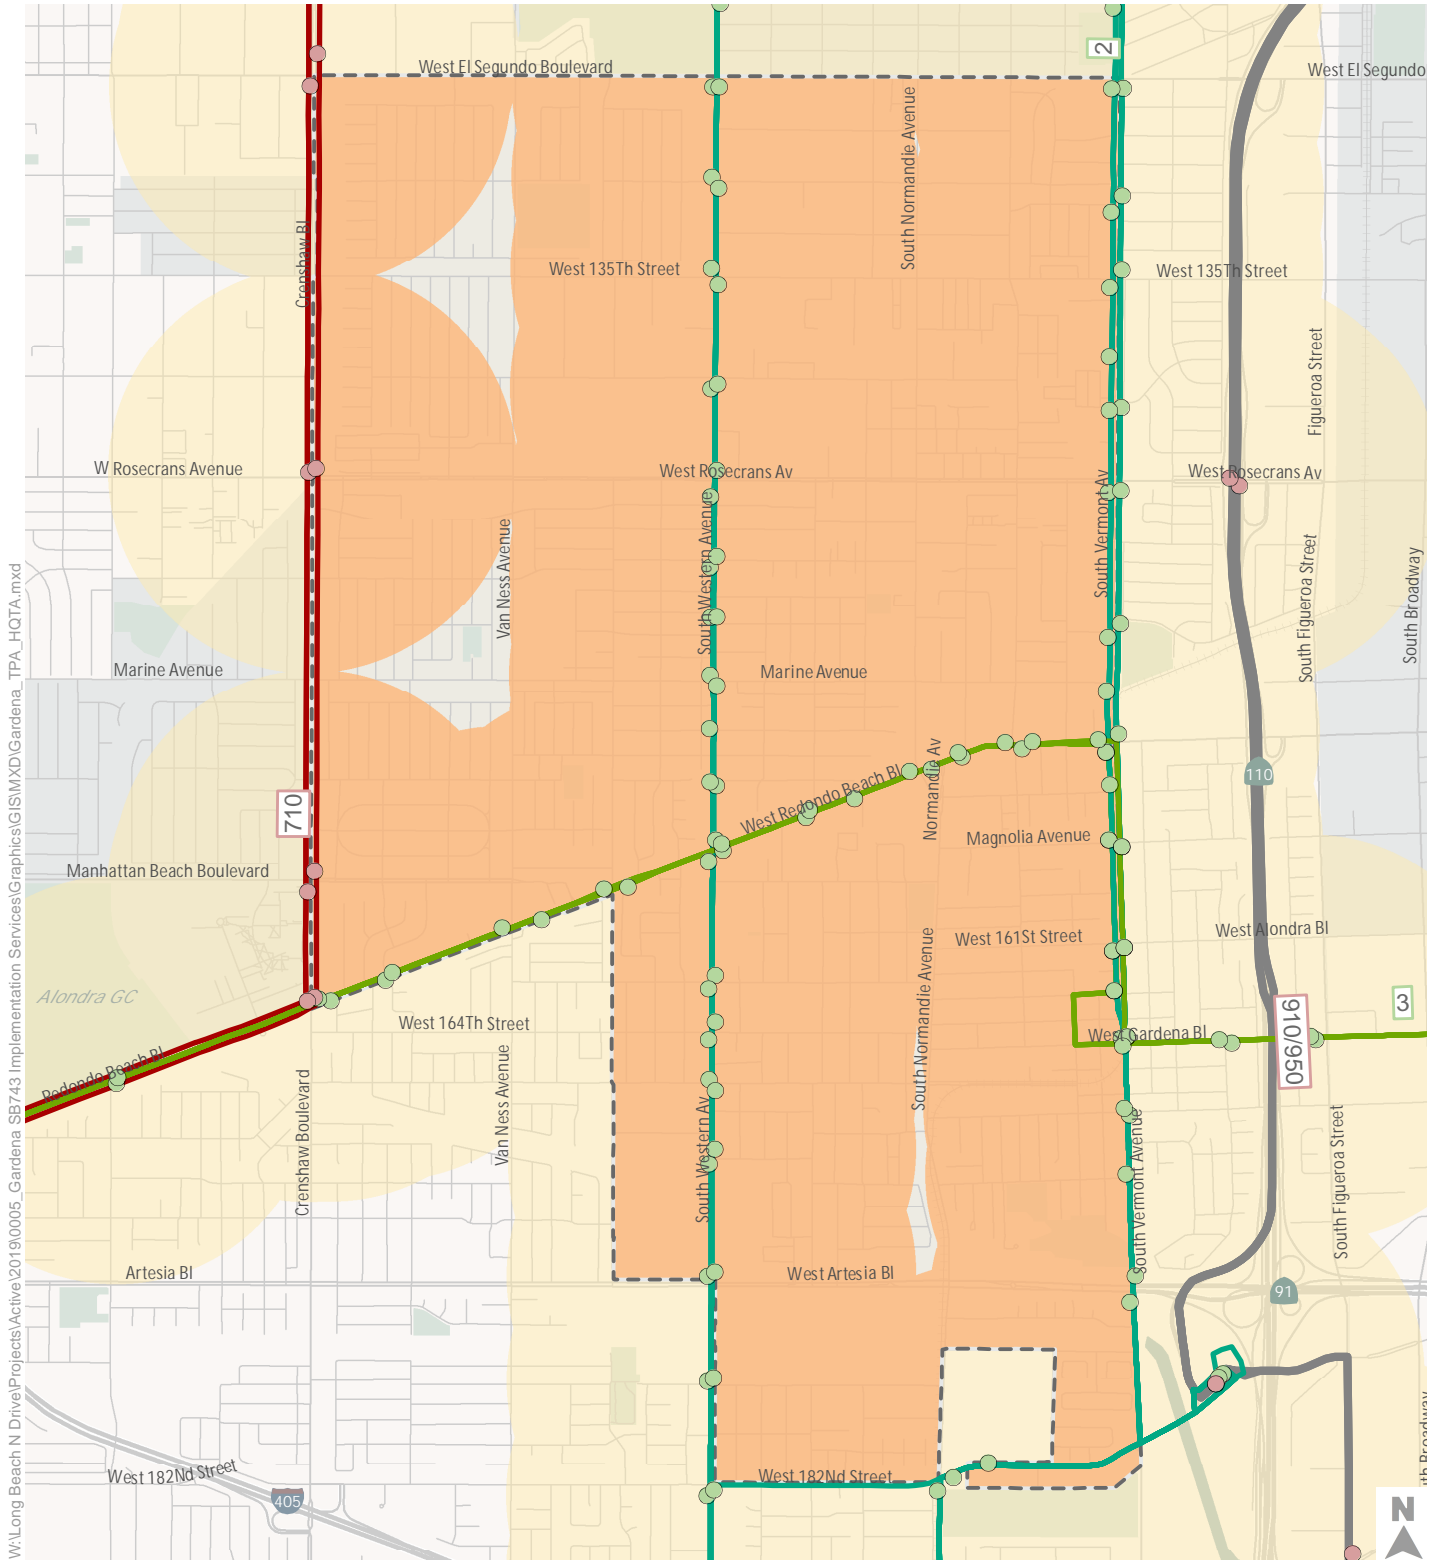 2
West El Segundo Boulevard
West El Segundo
South Normandie Avenue
Crenshaw Bl
West 135Th Street
West 135Th Street
Figueroa Street
W Rosecrans Avenue
West Rosecrans Av
West Rosecrans Av
South Vermont Av
South Western Avenue
Van Ness Avenue
South Figueroa Street
South Broadway
Marine Avenue
Marine Avenue
110
710
West Redondo Beach Bl
Normandie Av
Magnolia Avenue
Manhattan Beach Boulevard
West 161St Street
West Alondra Bl
South Normandie Avenue
Alondra GC
3
West 164Th Street
West Gardena Bl
910/950
Redondo Beach Bl
Crenshaw Boulevard
Van Ness Avenue
South Western Av
South Vermont Avenue
South Figueroa Street
Artesia Bl
West Artesia Bl
91
West 182Nd Street
West 182Nd Street
405
th Broadway
N
W:\Long Beach N Drive\Projects\Active\2019\0005_Gardena SB743 Implementation Services\Graphics\GIS\MXD\Gardena_TPA_HQTA.mxd